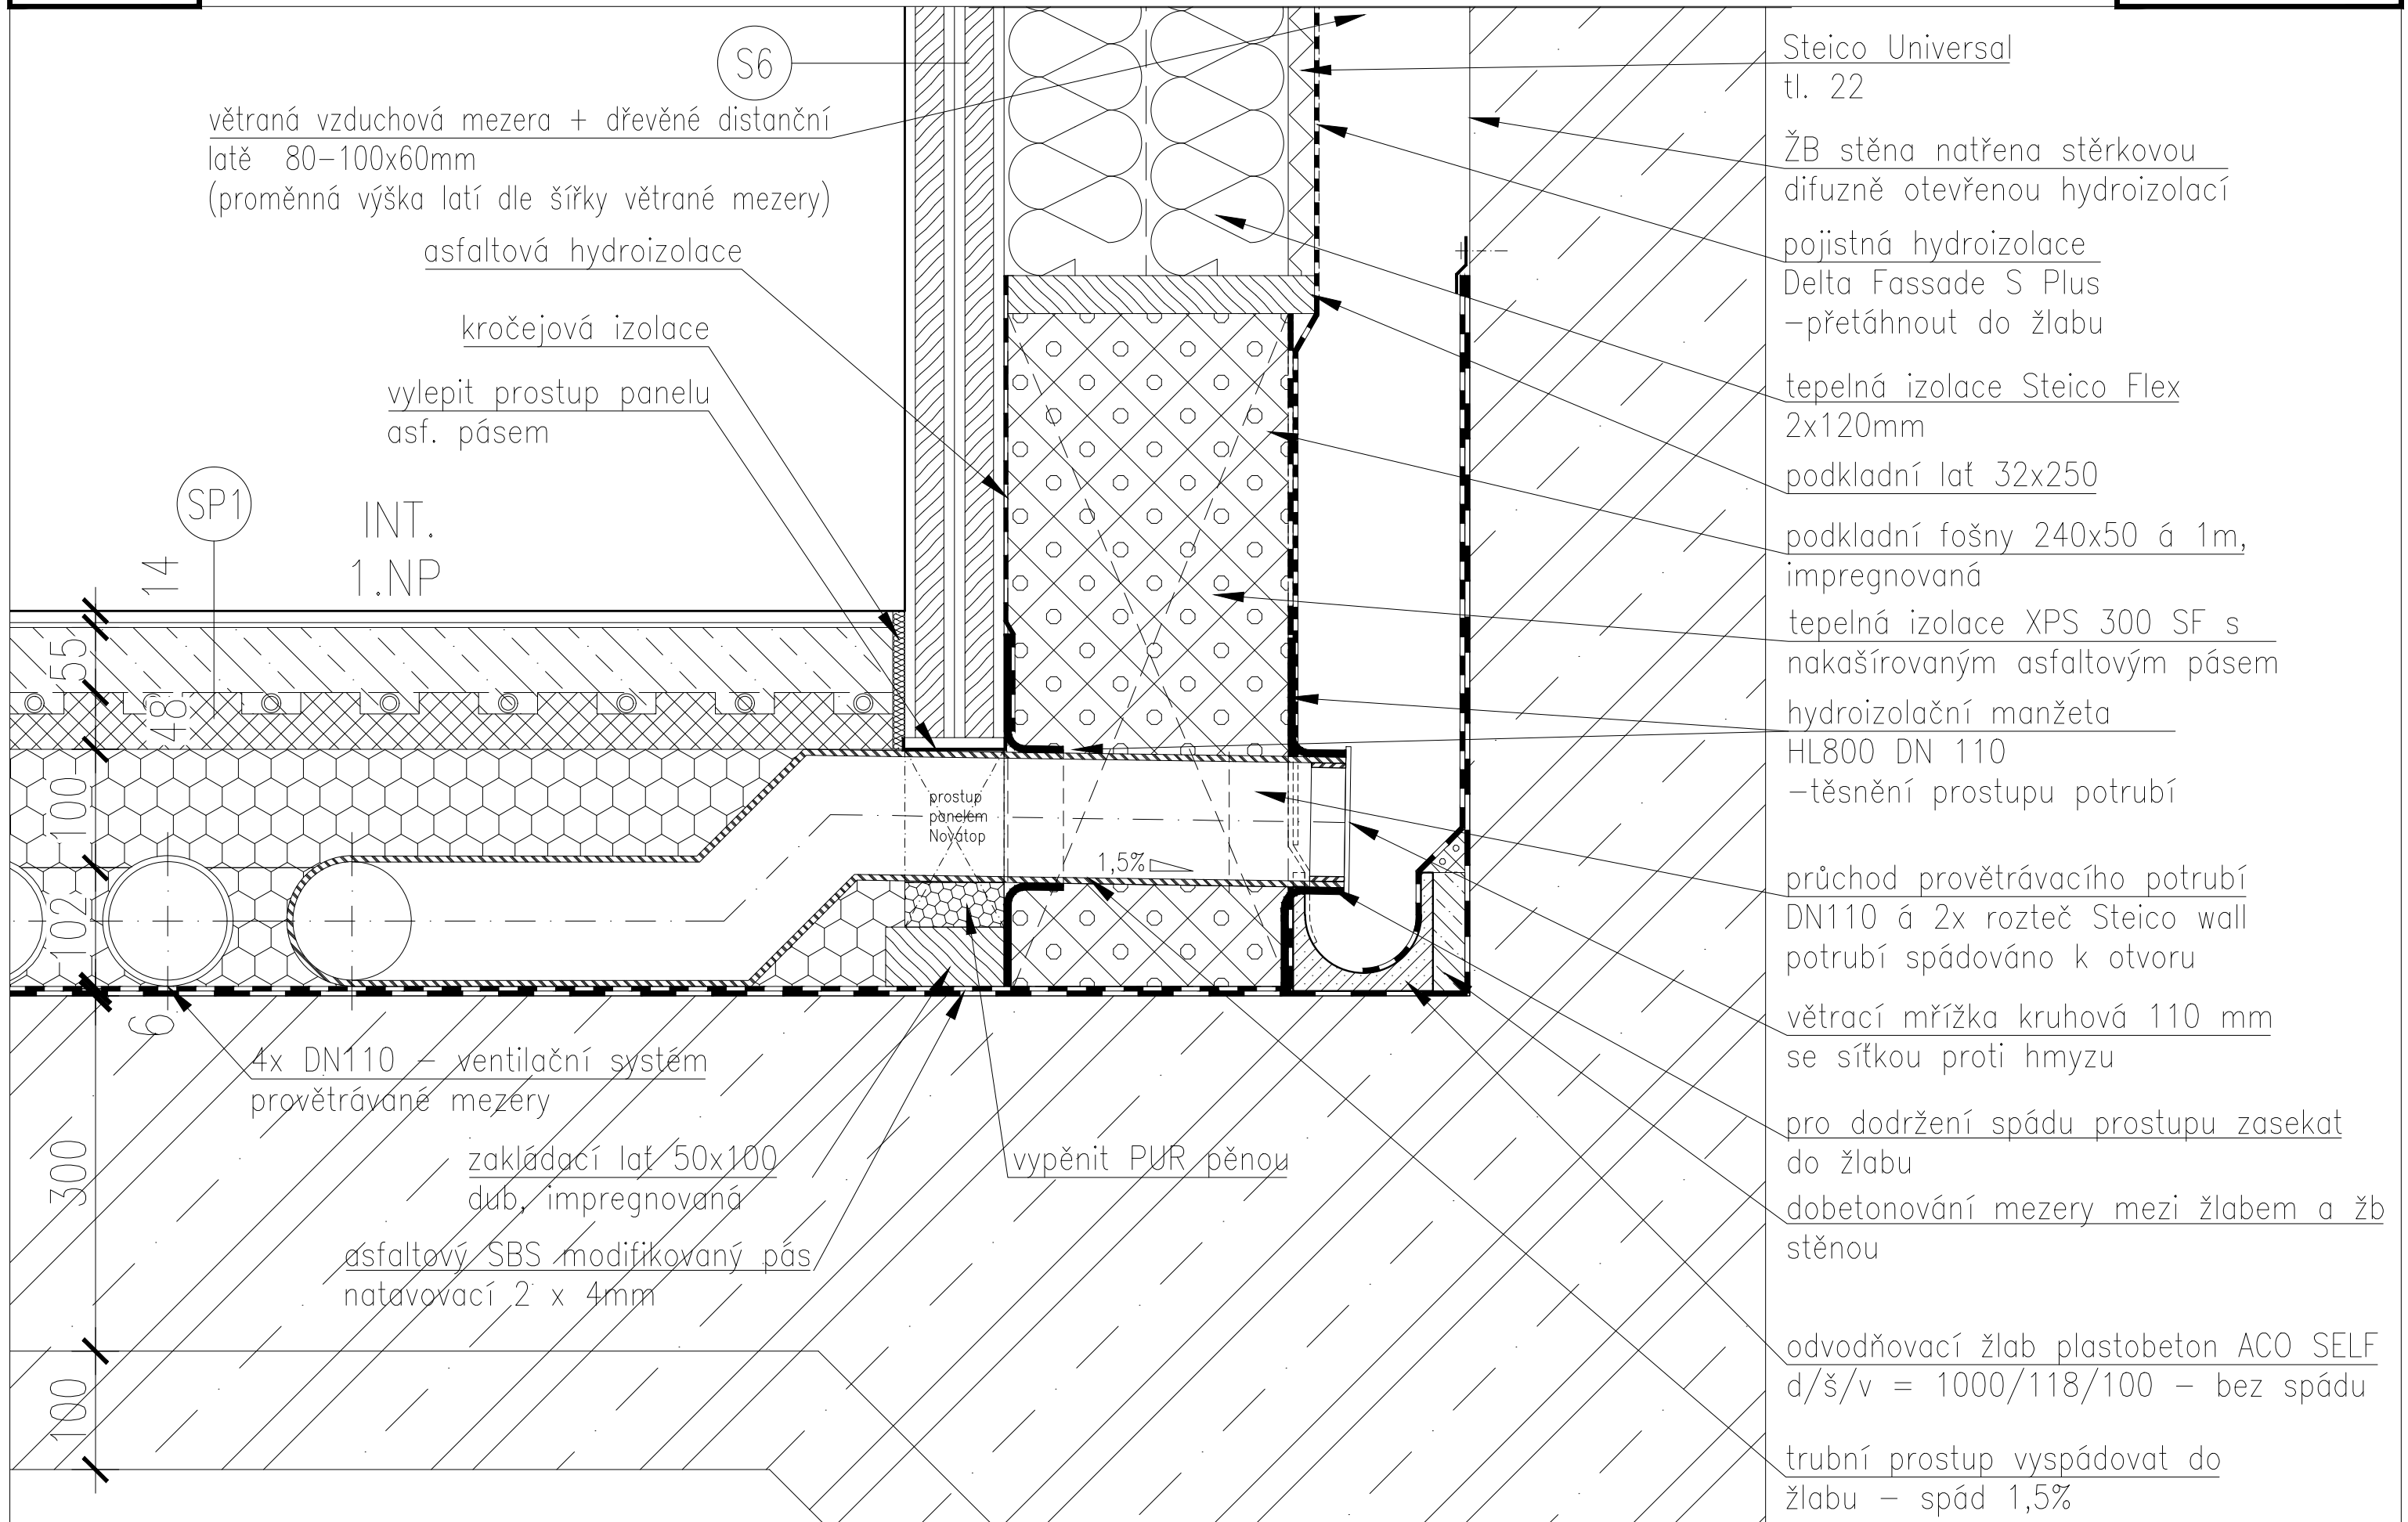 S6
větraná vzduchová mezera + dřevěné distanční
latě 80-100x60mm
(proměnná výška latí dle šířky větrané mezery)
asfaltová hydroizolace
kročejová izolace
vylepit prostup panelu
asf. pásem
SP1
INT.
1.NP
14
55
48
100
102
6
300
100
prostup
panelem
Novatop
1,5%
4x DN110 – ventilační systém
provětrávané mezery
zakládací lať 50x100
dub, impregnovaná
vypěnit PUR pěnou
asfaltový SBS modifikovaný pás
natavovací 2 x 4mm
Steico Universal
tl. 22
ŽB stěna natřena stěrkovou
difuzně otevřenou hydroizolací
pojistná hydroizolace
Delta Fassade S Plus
-přetáhnout do žlabu
tepelná izolace Steico Flex
2x120mm
podkladní lať 32x250
podkladní fošny 240x50 á 1m,
impregnovaná
tepelná izolace XPS 300 SF s
nakašírovaným asfaltovým pásem
hydroizolační manžeta
HL800 DN 110
-těsnění prostupu potrubí
průchod provětrávacího potrubí
DN110 á 2x rozteč Steico wall
potrubí spádováno k otvoru
větrací mřížka kruhová 110 mm
se síťkou proti hmyzu
pro dodržení spádu prostupu zasekat
do žlabu
dobetonování mezery mezi žlabem a žb
stěnou
odvodňovací žlab plastobeton ACO SELF
d/š/v = 1000/118/100 – bez spádu
trubní prostup vyspádovat do
žlabu – spád 1,5%